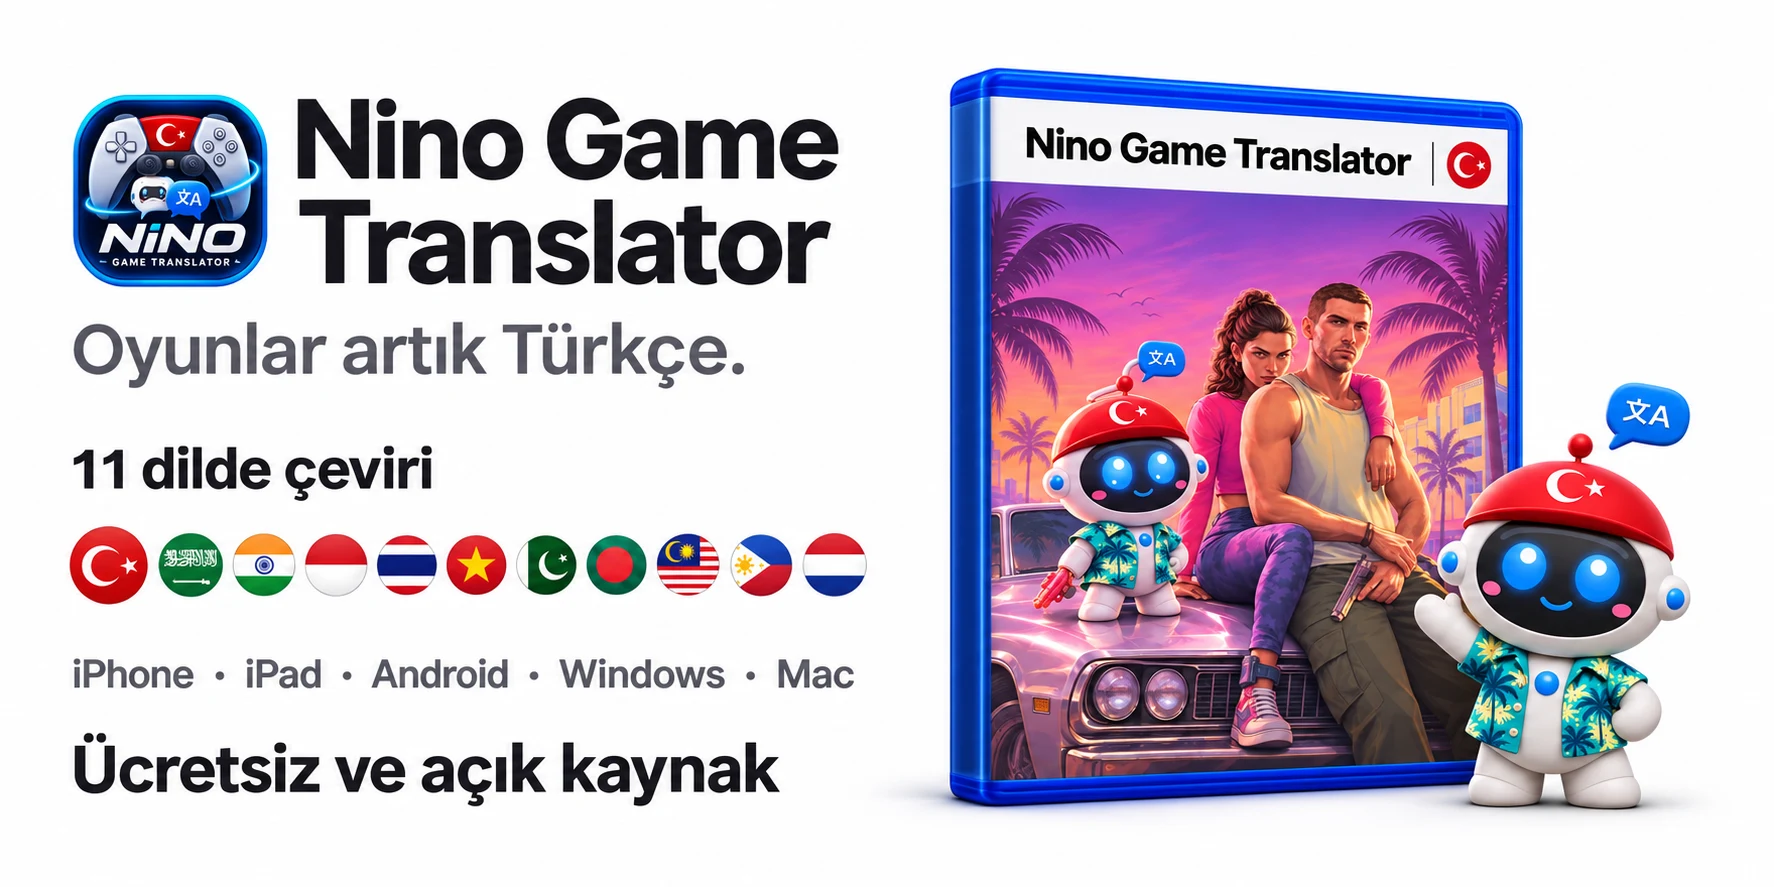 NiNO
GAME TRANSLATOR
文A
Nino Game
Translator
Oyunlar artık Türkçe.
11 dilde çeviri
iPhone · iPad · Android · Windows · Mac
Ücretsiz ve açık kaynak
Nino Game Translator
文A
文A